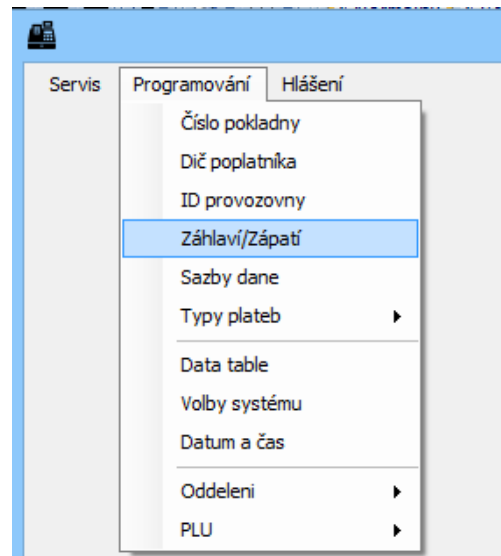 Servis Programování Hlášení
Číslo pokladny
Dič poplatníka
ID provozovny
Záhlaví/Zápatí
Sazby dane
Typy plateb
Data table
Volby systému
Datum a čas
Oddeleni
PLU